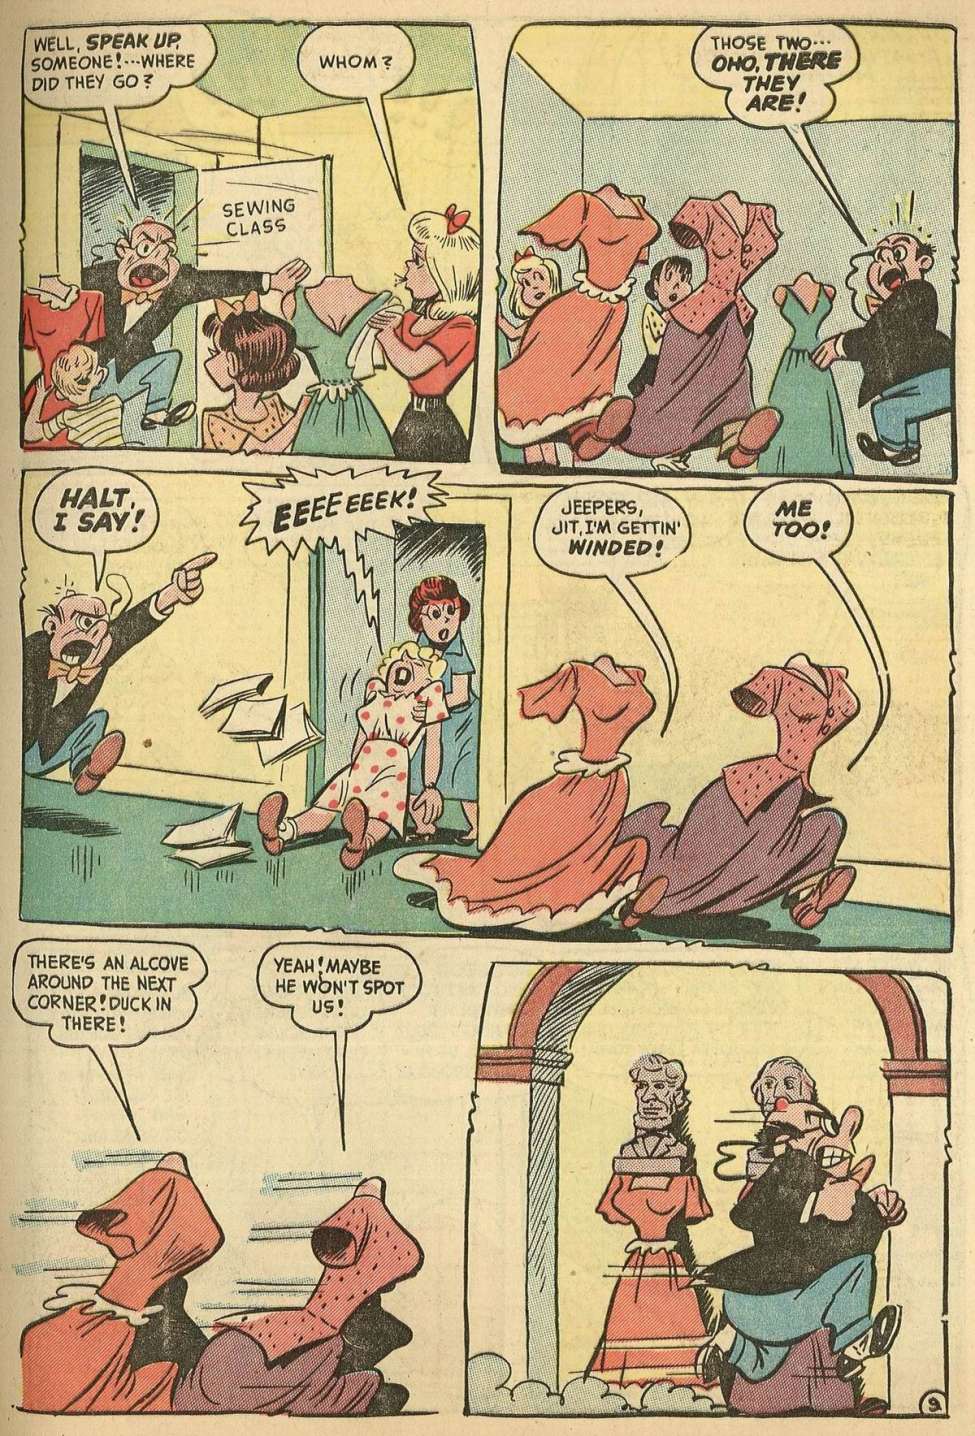 WELL, SPEAK UP,
SOMEONE!---WHERE
DID THEY GO?
WHOM?
SEWING
CLASS
THOSE TWO---
OHO, THERE
THEY
ARE!
HALT,
I SAY!
EEEEEEEEK!
JEEPERS,
JIT, I'M GETTIN'
WINDED!
ME
TOO!
THERE'S AN ALCOVE
AROUND THE NEXT
CORNER! DUCK IN
THERE!
YEAH! MAYBE
HE WON'T SPOT
US!
9